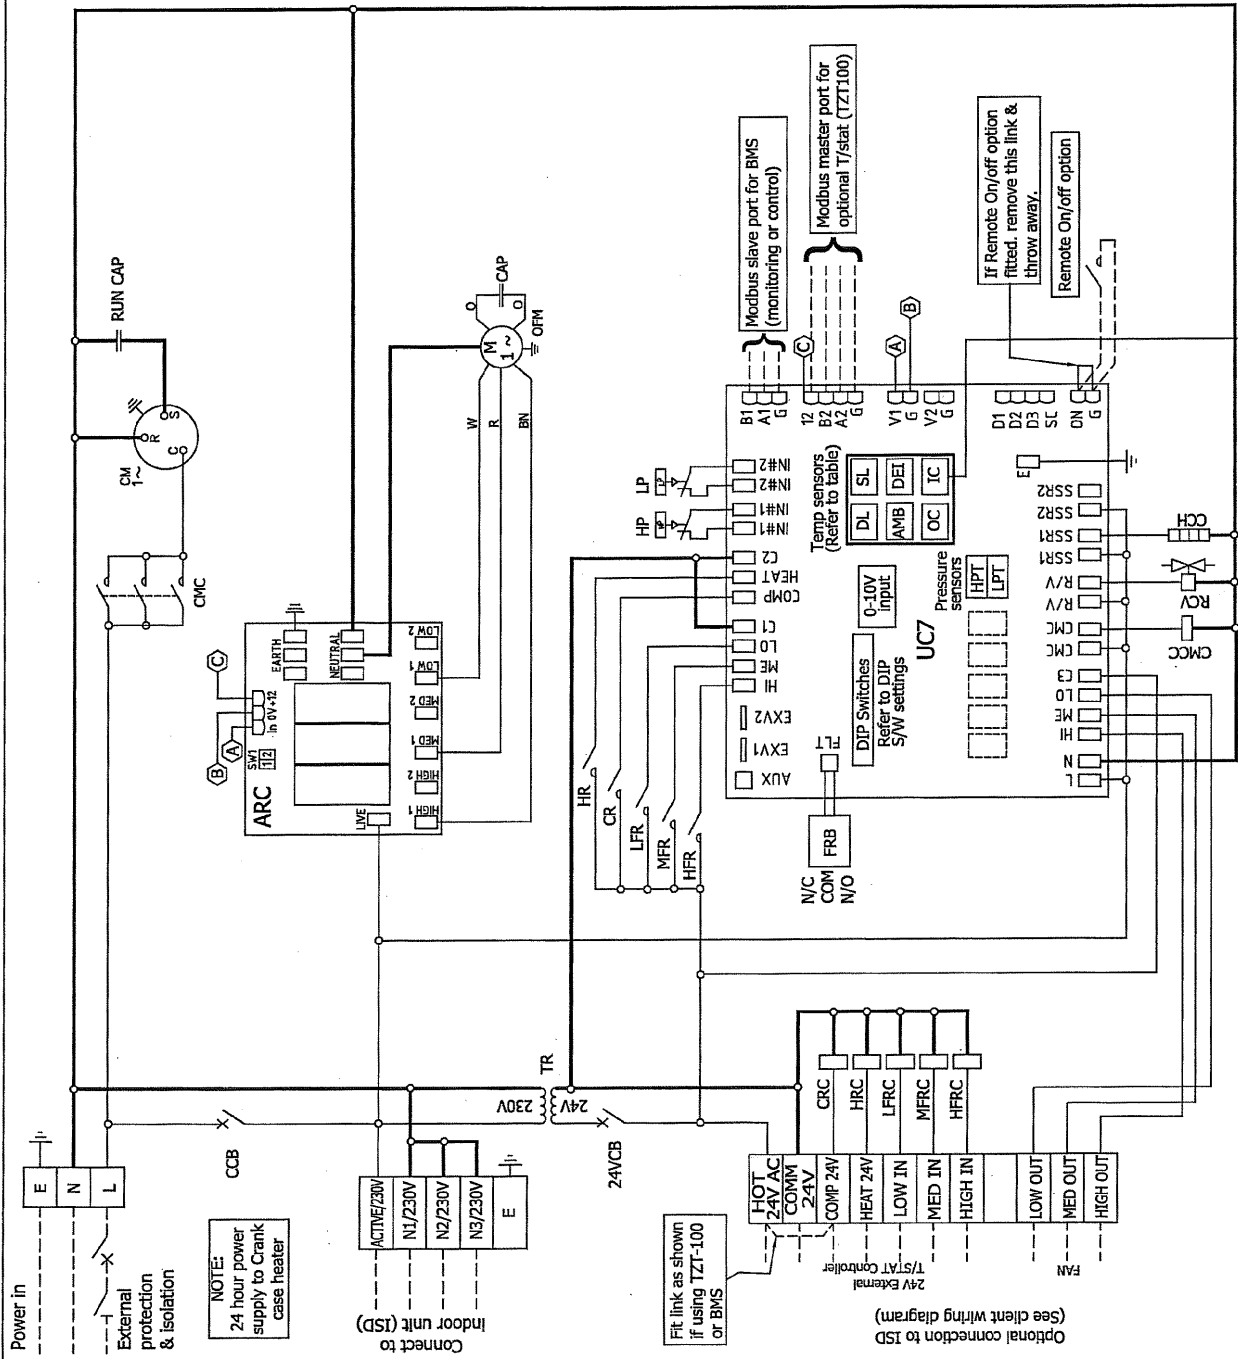 Power in
E
N
L
External
protection
& isolation
NOTE:
24 hour power
supply to Crank
case heater
CCB
ACTIVE/230V
N1/230V
N2/230V
N3/230V
E
Connect to
indoor unit (ISD)
230V
24V
TR
24VCB
Fit link as shown
if using TZT-100
or BMS
HOT
24V AC
COMM
24V
COMP 24V
HEAT 24V
LOW IN
MED IN
HIGH IN
LOW OUT
MED OUT
HIGH OUT
24V External
T/STAT Controller
FAN
Optional connection to ISD
(See client wiring diagram)
CRC
HRC
LFRC
MFRC
HFRC
RUN CAP
CM
1~
R
S
C
CMC
C
B
A
In 0V +12
SW1
1 2
ARC
EARTH
NEUTRAL
LIVE
HIGH 1
HIGH 2
MED 1
MED 2
LOW 1
LOW 2
W
R
BN
M
1~
CAP
OFM
HR
CR
LFR
MFR
HFR
N/C
COM
N/O
FRB
FLT
HP
LP
IN#2
IN#2
IN#1
IN#1
C2
HEAT
COMP
C1
LO
ME
HI
EXV2
EXV1
AUX
Temp sensors
(Refer to table)
DL
SL
AMB
DEI
OC
IC
0-10V
input
DIP Switches
Refer to DIP
S/W settings
UC7
Pressure
sensors
HPT
LPT
E
SSR2
SSR2
SSR1
SSR1
R/V
R/V
CMC
CMC
C3
LO
ME
HI
N
L
CCH
RCV
CMCC
B1
A1
G
12
B2
A2
G
V1
G
V2
G
D1
D2
D3
SC
ON
G
C
A
B
Modbus slave port for BMS
(monitoring or control)
Modbus master port for
optional T/stat (TZT100)
If Remote On/off option
fitted. remove this link &
throw away.
Remote On/off option